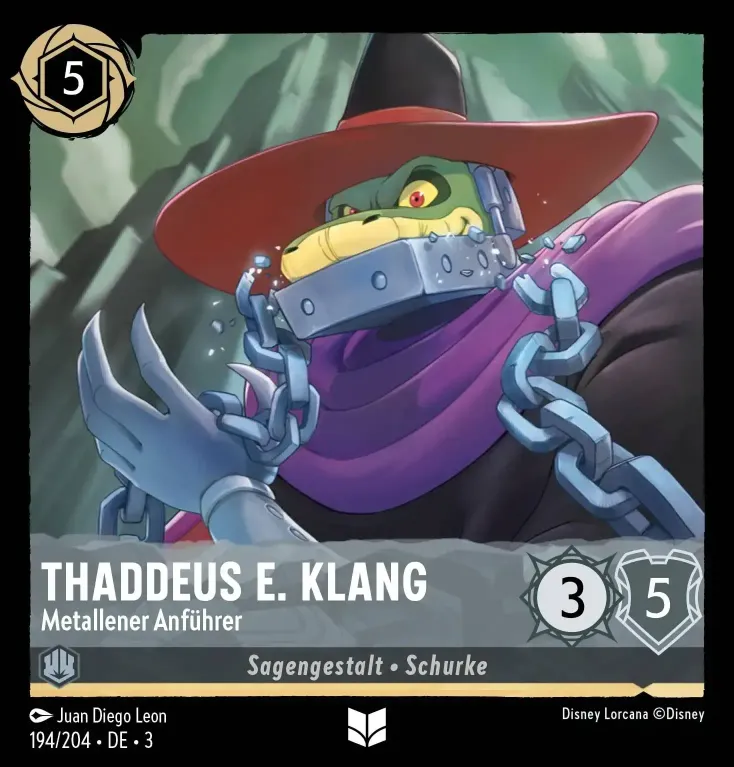 5
THADDEUS E. KLANG
Metallener Anführer
3
5
Sagengestalt • Schurke
Juan Diego Leon
Disney Lorcana ©Disney
194/204 • DE • 3